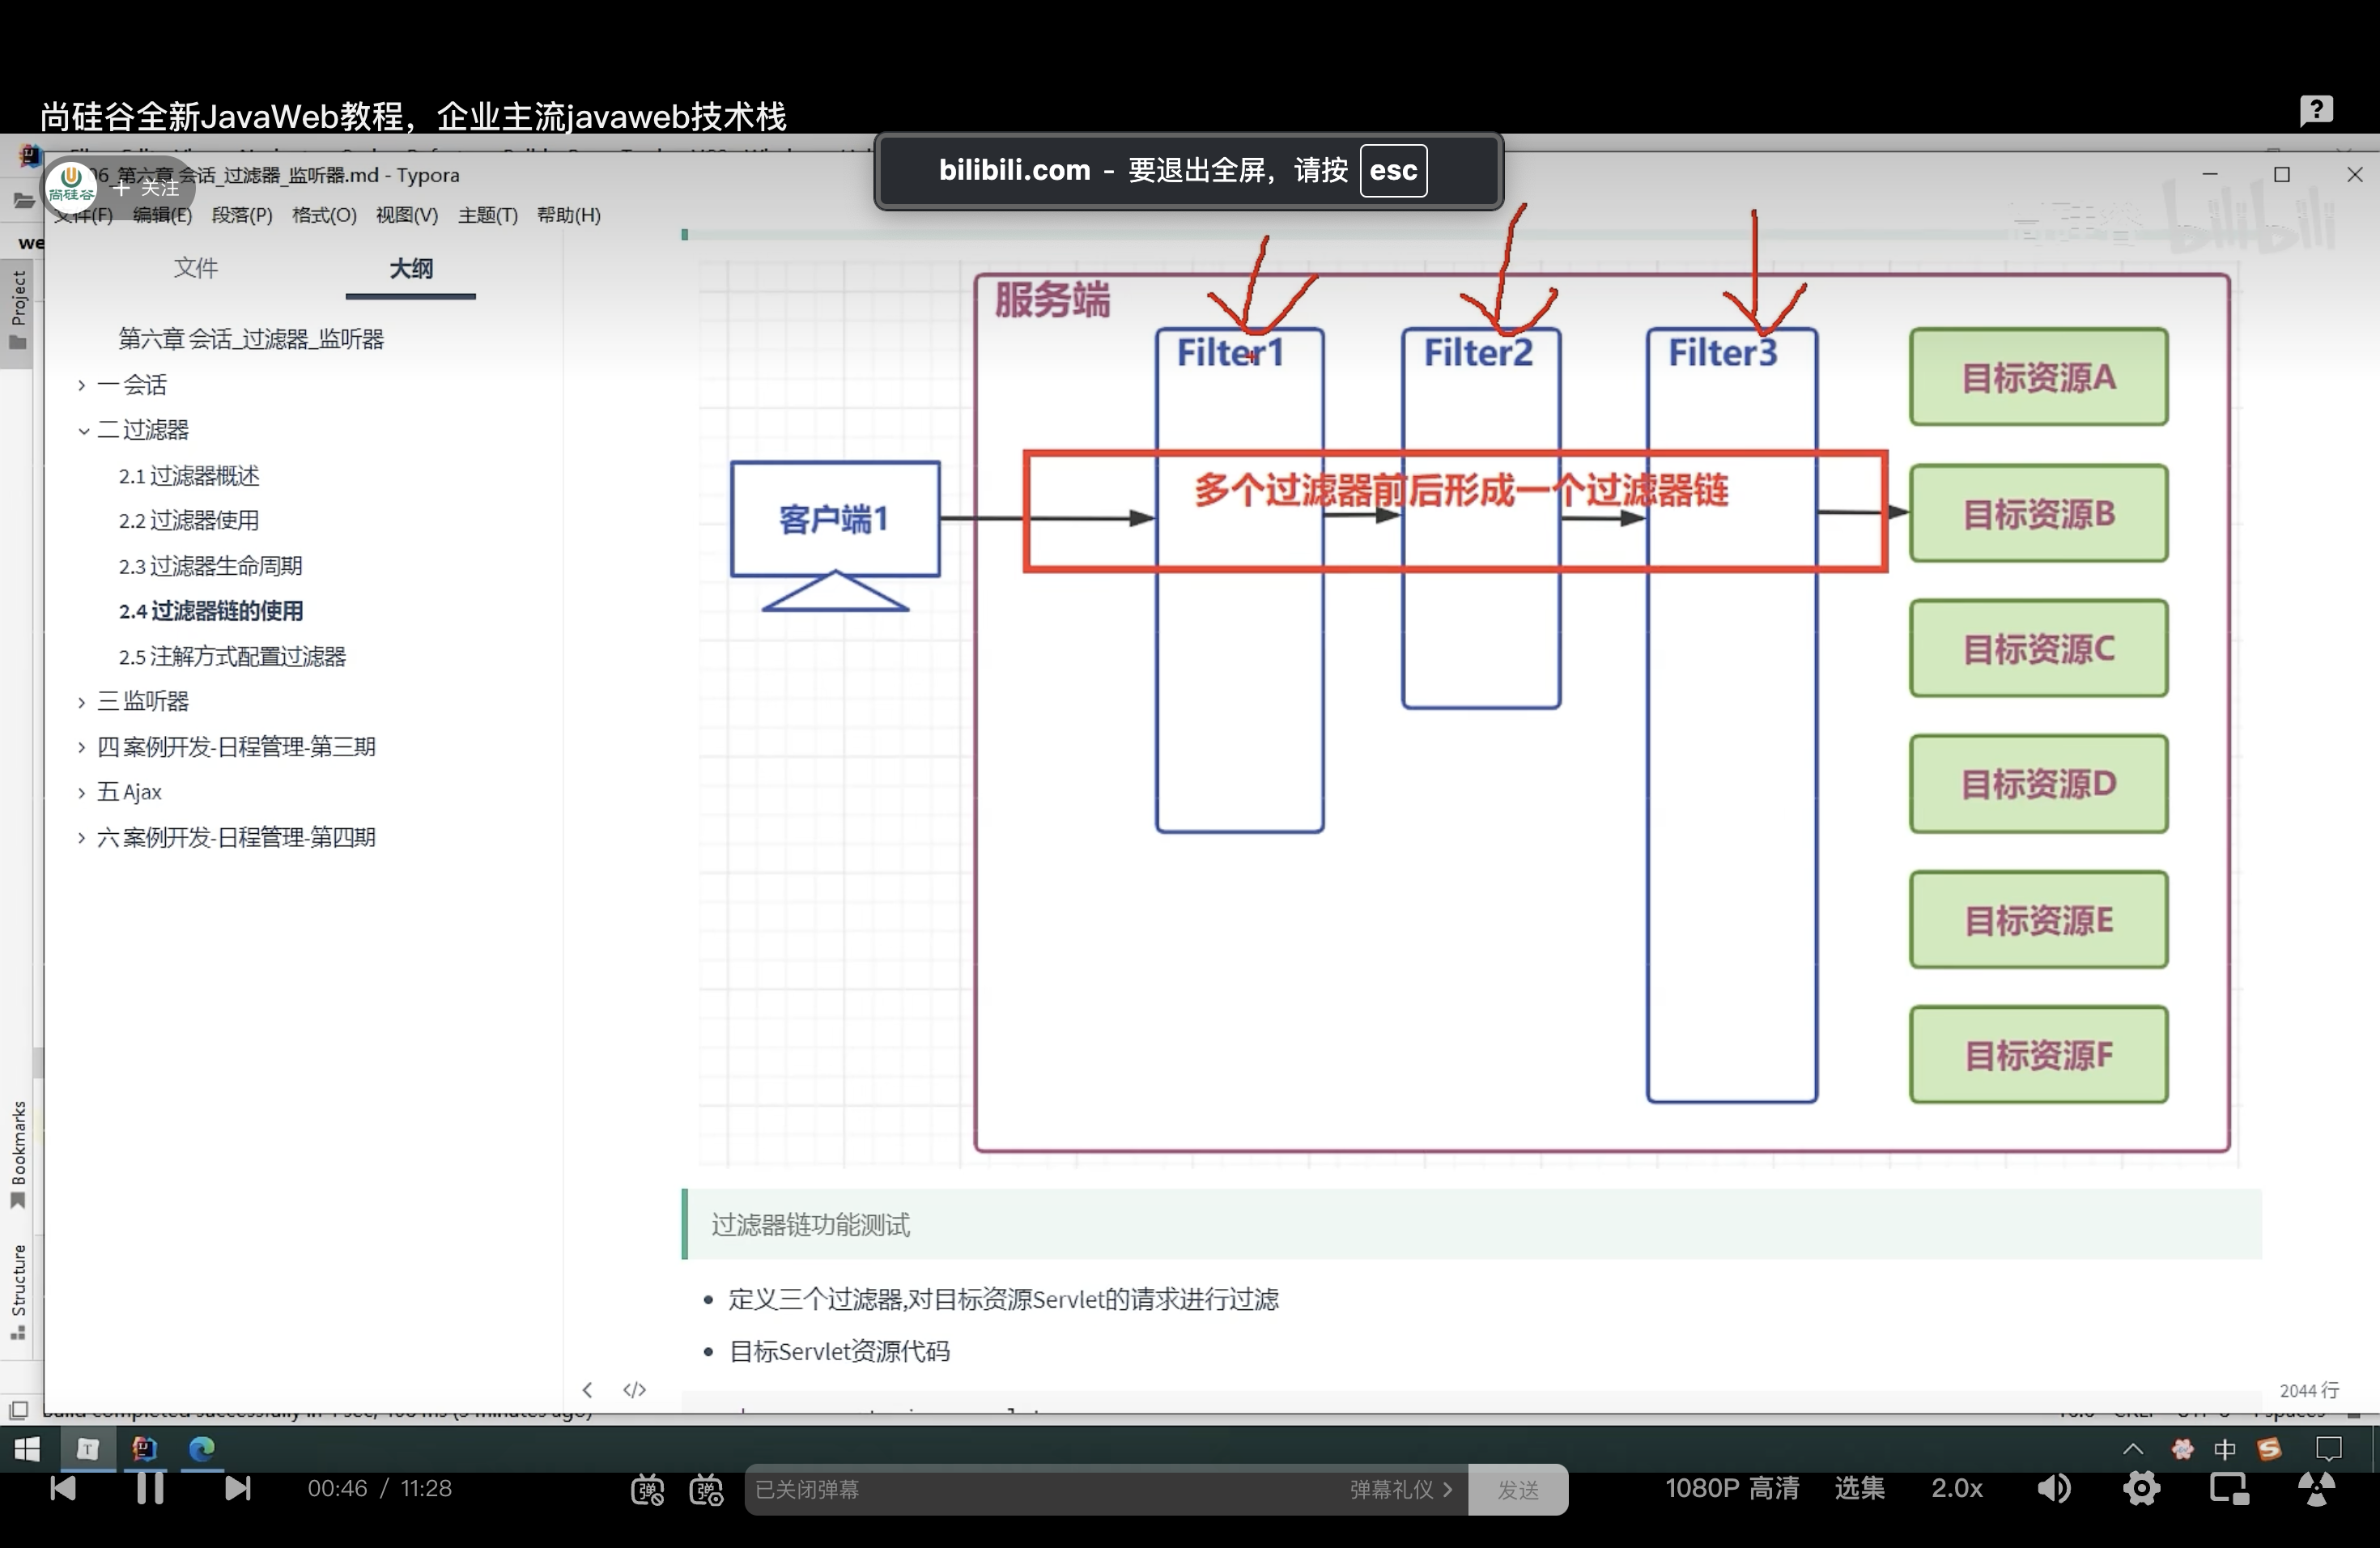 尚硅谷全新JavaWeb教程，企业主流javaweb技术栈
bilibili.com - 要退出全屏，请按 esc
06_第六章 会话_过滤器_监听器.md - Typora
尚硅谷
+ 关注
文件(F) 编辑(E) 段落(P) 格式(O) 视图(V) 主题(T) 帮助(H)
bilibili
we
Project
Bookmarks
Structure
文件 大纲
第六章 会话_过滤器_监听器
一 会话
二 过滤器
2.1 过滤器概述
2.2 过滤器使用
2.3 过滤器生命周期
2.4 过滤器链的使用
2.5 注解方式配置过滤器
三 监听器
四 案例开发-日程管理-第三期
五 Ajax
六 案例开发-日程管理-第四期
服务端
Filter1 Filter2 Filter3
客户端1
多个过滤器前后形成一个过滤器链
目标资源A
目标资源B
目标资源C
目标资源D
目标资源E
目标资源F
过滤器链功能测试
定义三个过滤器,对目标资源Servlet的请求进行过滤
目标Servlet资源代码
</>
2044 行
中
00:46 / 11:28
弹 弹
已关闭弹幕
弹幕礼仪 >
发送
1080P 高清
选集
2.0x